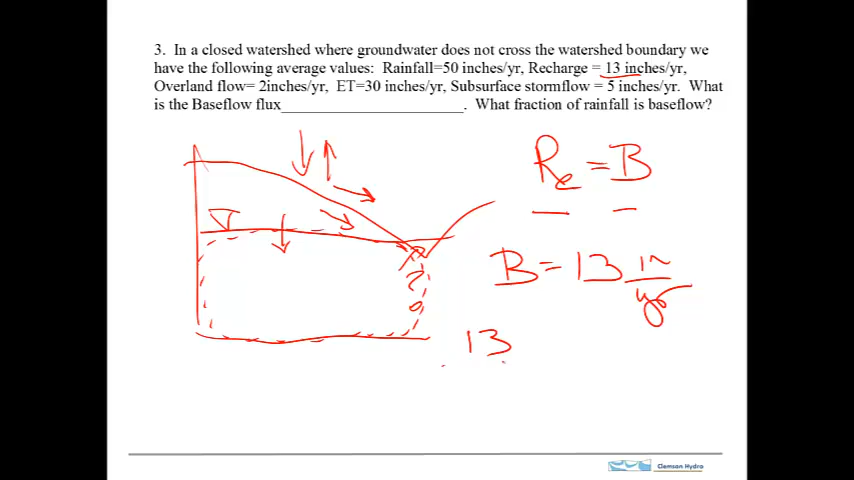 3. In a closed watershed where groundwater does not cross the watershed boundary we
have the following average values: Rainfall=50 inches/yr, Recharge = 13 inches/yr,
Overland flow= 2inches/yr, ET=30 inches/yr, Subsurface stormflow = 5 inches/yr. What
is the Baseflow flux______________________. What fraction of rainfall is baseflow?
Re = B
B = 13 in/yr
13
Clemson Hydro